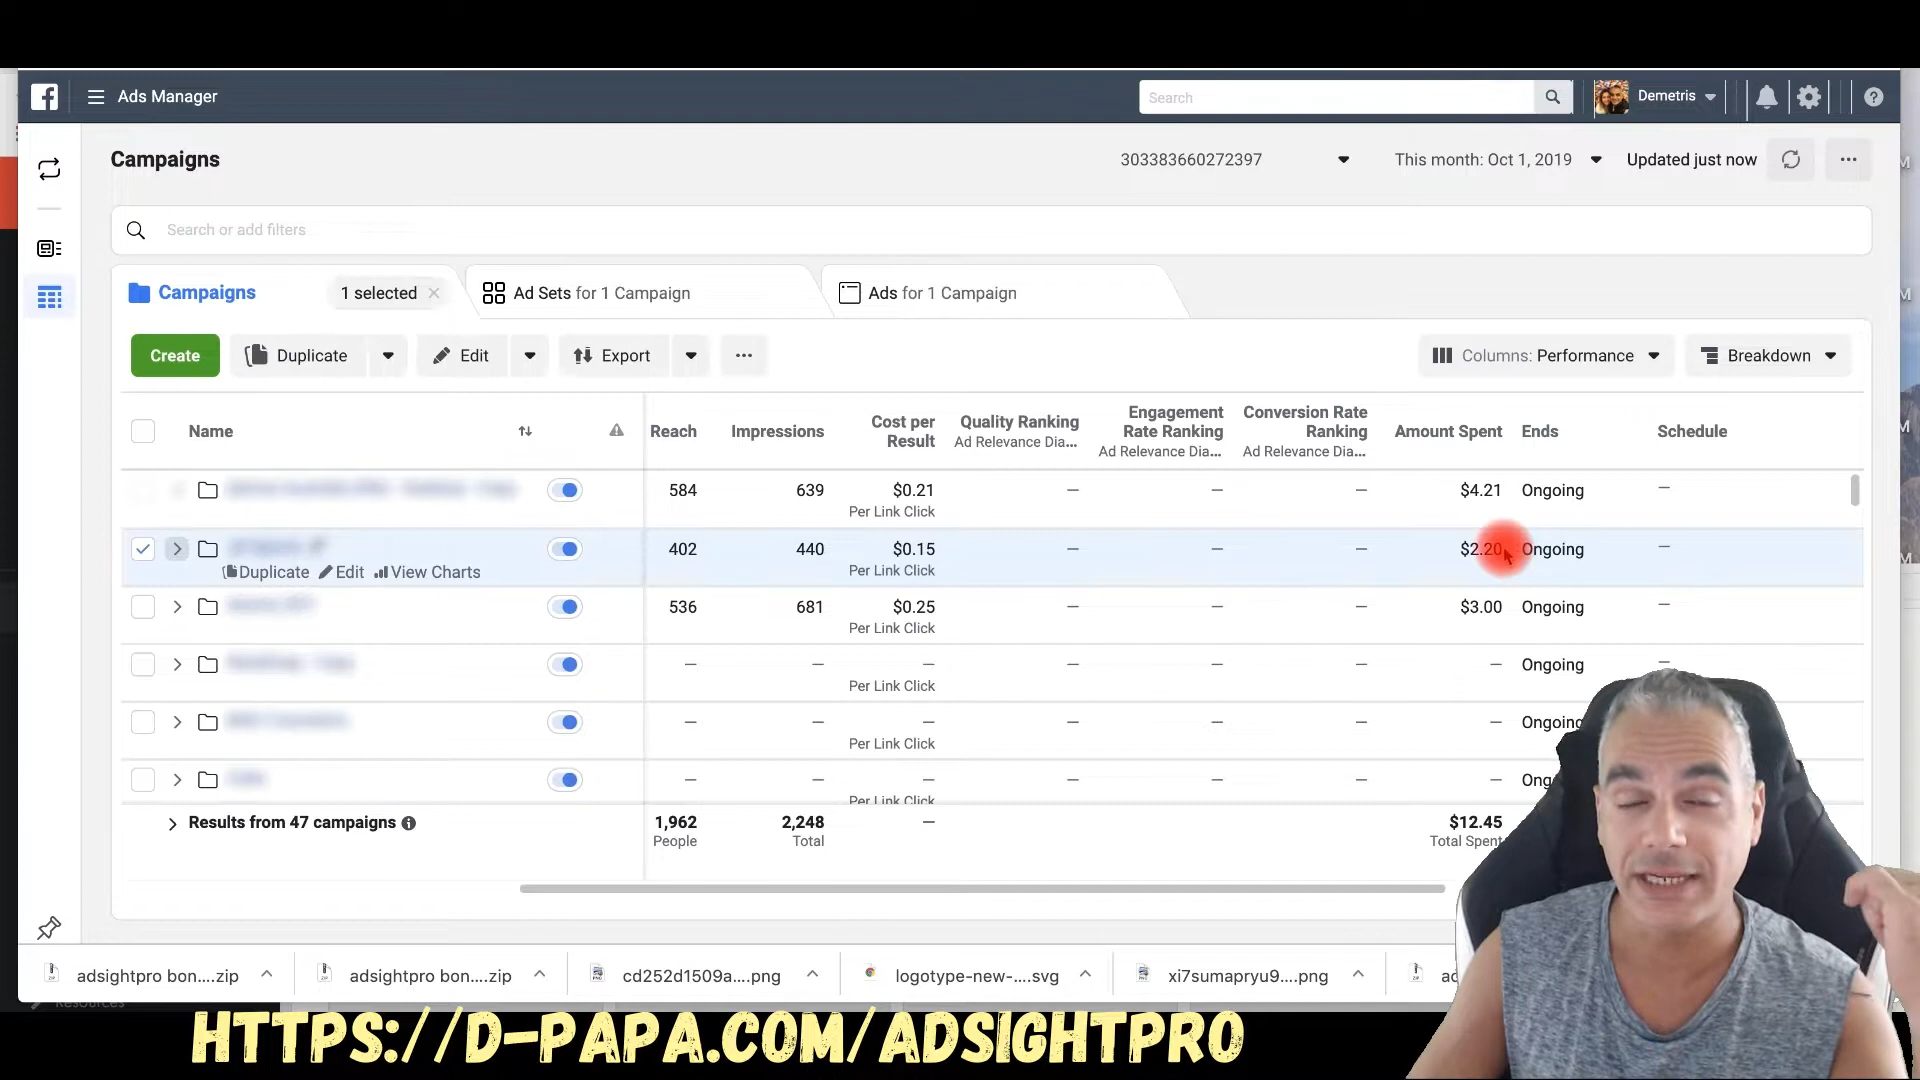 Ads Manager
Search
Demetris
Campaigns
303383660272397
This month: Oct 1, 2019
Updated just now
Search or add filters
Campaigns
1 selected
Ad Sets for 1 Campaign
Ads for 1 Campaign
Create
Duplicate
Edit
Export
Columns: Performance
Breakdown
Name
Reach
Impressions
Cost per Result
Quality Ranking
Ad Relevance Dia...
Engagement Rate Ranking
Ad Relevance Dia...
Conversion Rate Ranking
Ad Relevance Dia...
Amount Spent
Ends
Schedule
584 639 $0.21 — — — $4.21 Ongoing —
Per Link Click
402 440 $0.15 — — — $2.20 Ongoing —
Duplicate Edit View Charts Per Link Click
536 681 $0.25 — — — $3.00 Ongoing —
Per Link Click
— — — — — — — Ongoing —
Per Link Click
— — — — — — — Ongoing
Per Link Click
— — — — — — — Ong
Per Link Click
Results from 47 campaigns 1,962 2,248 — $12.45
People Total Total Spent
adsightpro bon....zip
adsightpro bon....zip
cd252d1509a....png
logotype-new-....svg
xi7sumapryu9....png
Resources
HTTPS://D-PAPA.COM/ADSIGHTPRO